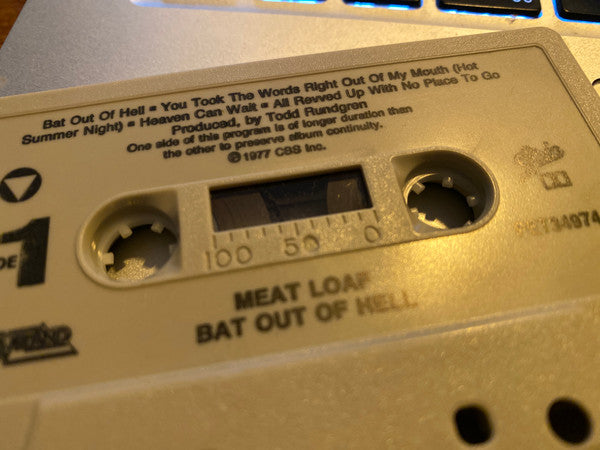 Bat Out Of Hell • You Took The Words Right Out Of My Mouth (Hot
Summer Night) • Heaven Can Wait • All Revved Up With No Place To Go
Produced, by Todd Rundgren
One side of this program is of longer duration than
the other to preserve album continuity.
℗1977 CBS Inc.
1
100 50 0
MEAT LOAF
BAT OUT OF HELL